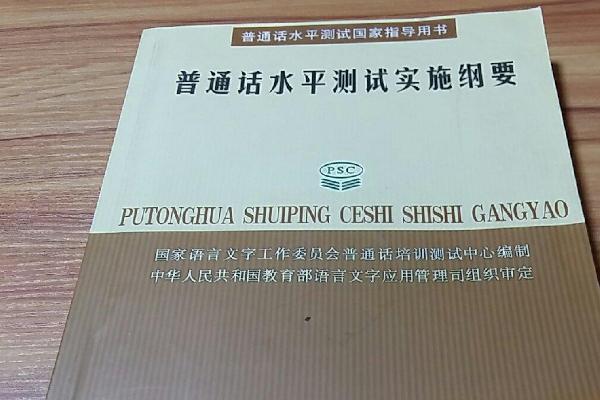 普通话水平测试国家指导用书
普通话水平测试实施纲要
PSC
PUTONGHUA SHUIPING CESHI SHISHI GANGYAO
国家语言文字工作委员会普通话培训测试中心编制
中华人民共和国教育部语言文字应用管理司组织审定